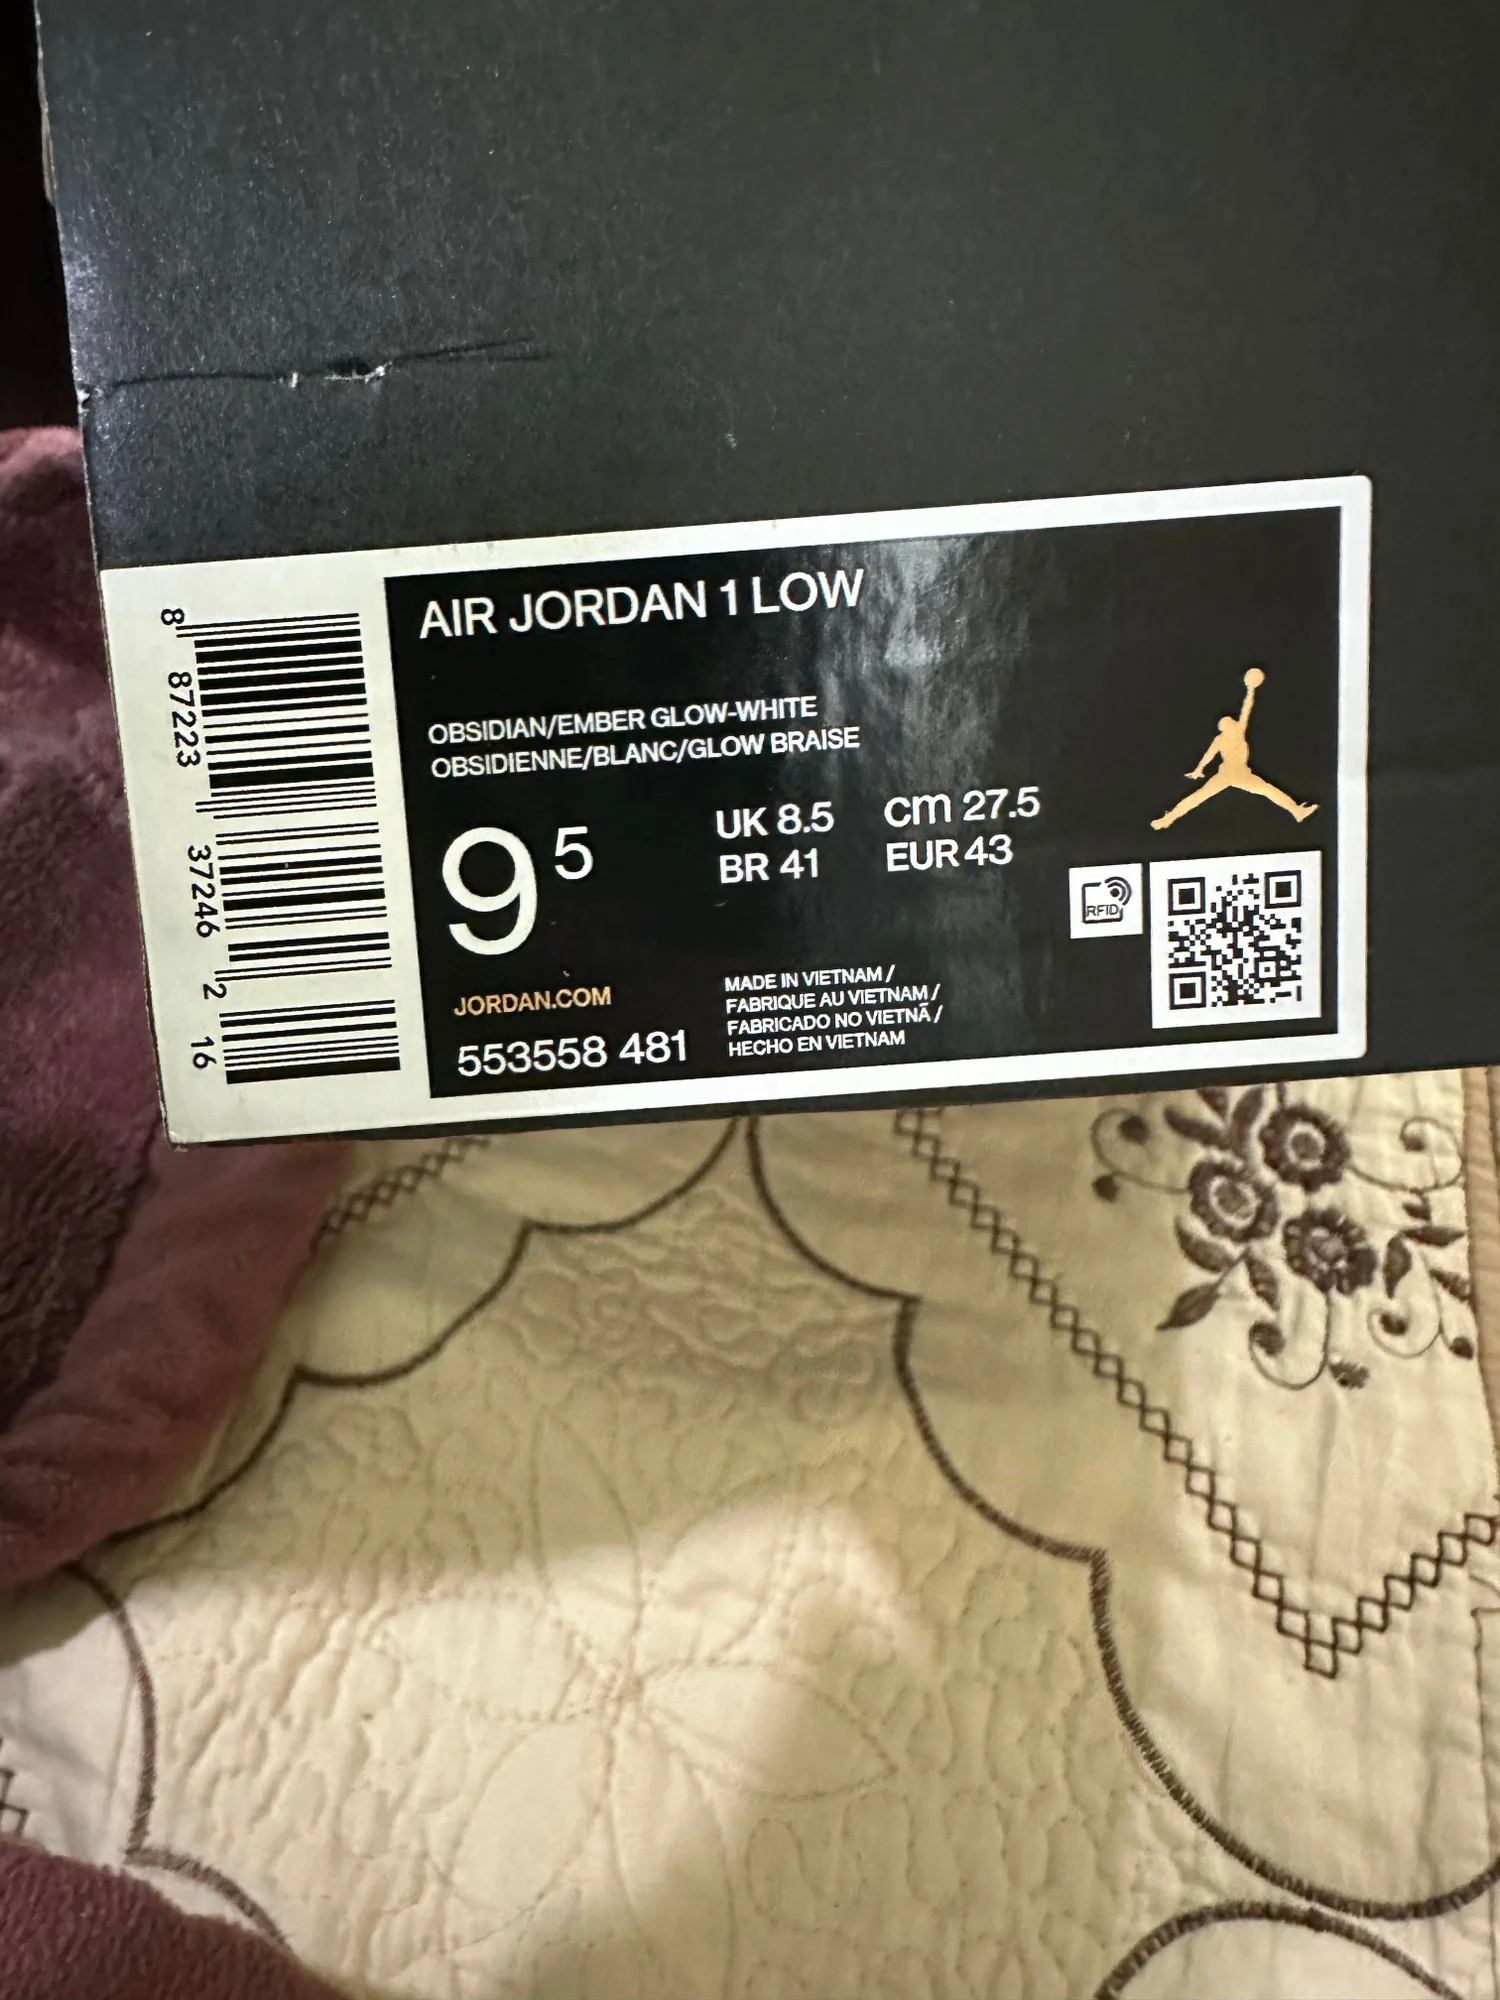 AIR JORDAN 1 LOW
OBSIDIAN/EMBER GLOW-WHITE
OBSIDIENNE/BLANC/GLOW BRAISE
9 5
UK 8.5 cm 27.5
BR 41 EUR 43
RFID
JORDAN.COM
553558 481
MADE IN VIETNAM /
FABRIQUE AU VIETNAM /
FABRICADO NO VIETNÃ /
HECHO EN VIETNAM
8 87223 37246 2 16